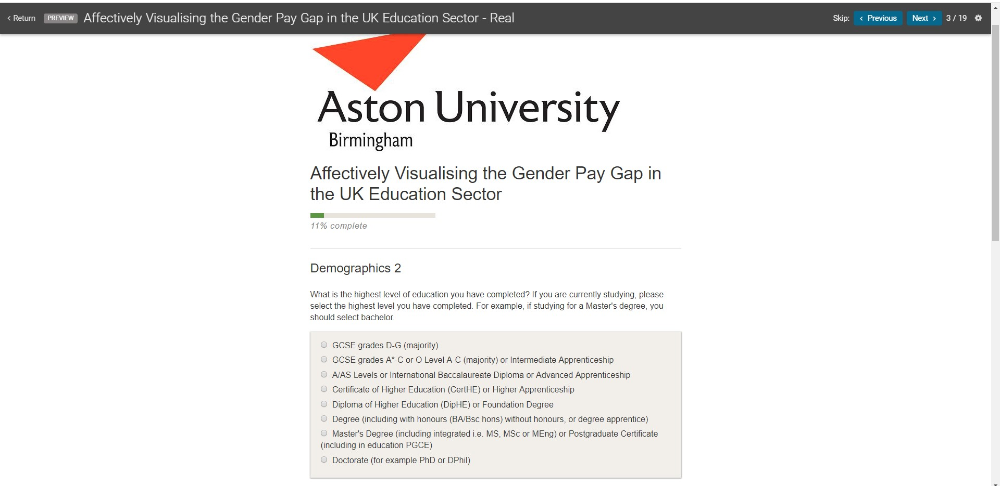 ‹ Return PREVIEW Affectively Visualising the Gender Pay Gap in the UK Education Sector - Real Skip: ‹ Previous Next › 3 / 19
Aston University
Birmingham
Affectively Visualising the Gender Pay Gap in
the UK Education Sector
11% complete
Demographics 2
What is the highest level of education you have completed? If you are currently studying, please
select the highest level you have completed. For example, if studying for a Master's degree, you
should select bachelor.
GCSE grades D-G (majority)
GCSE grades A*-C or O Level A-C (majority) or Intermediate Apprenticeship
A/AS Levels or International Baccalaureate Diploma or Advanced Apprenticeship
Certificate of Higher Education (CertHE) or Higher Apprenticeship
Diploma of Higher Education (DipHE) or Foundation Degree
Degree (including with honours (BA/Bsc hons) without honours, or degree apprentice)
Master's Degree (including integrated i.e. MS, MSc or MEng) or Postgraduate Certificate
(including in education PGCE)
Doctorate (for example PhD or DPhil)